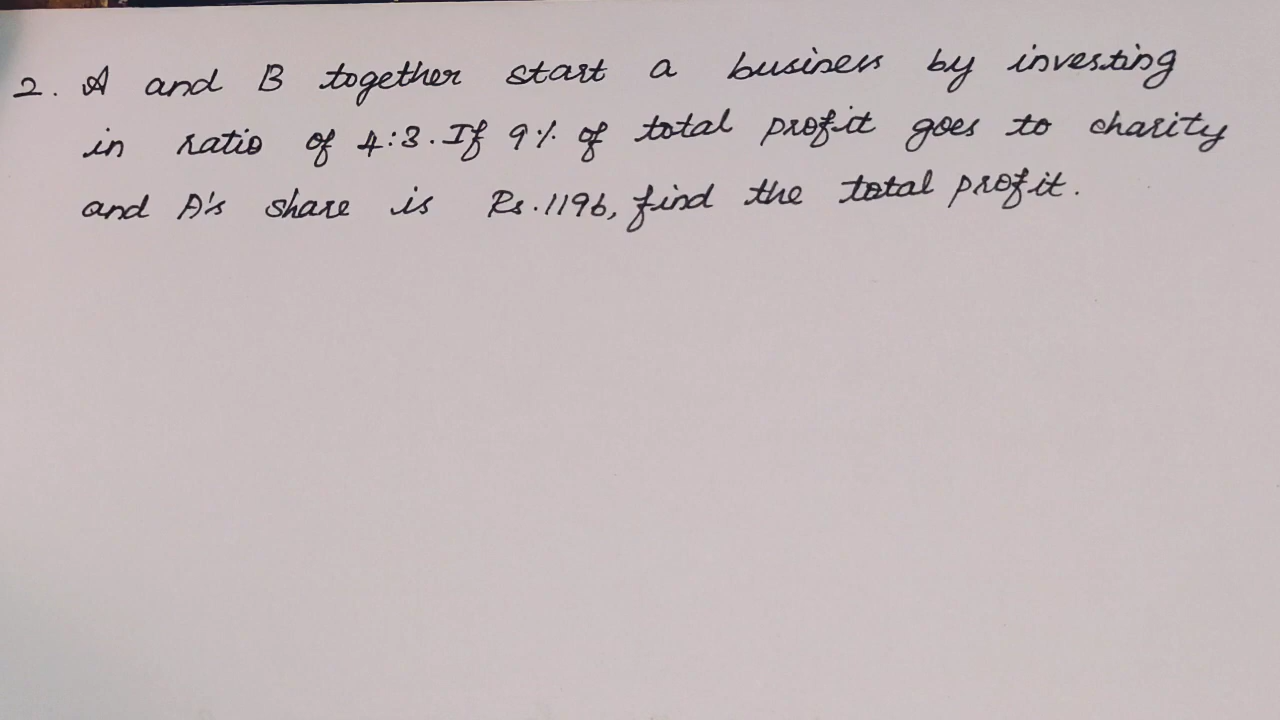 2. A and B together start a business by investing
in ratio of 4:3. If 9% of total profit goes to charity
and A's share is Rs. 1196, find the total profit.